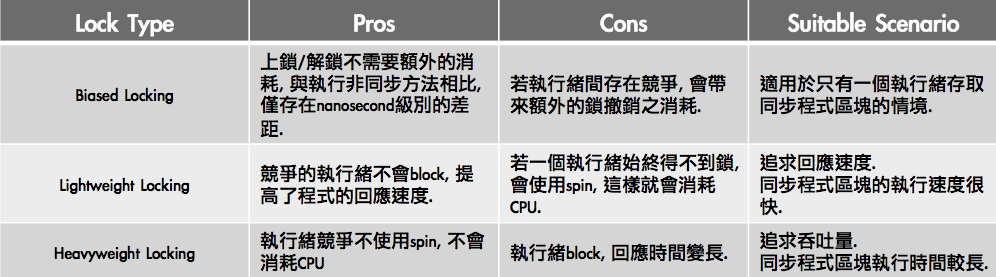 Lock Type Pros Cons Suitable Scenario
Biased Locking
上鎖/解鎖不需要額外的消
耗, 與執行非同步方法相比,
僅存在nanosecond級別的差
距.
若執行緒間存在競爭, 會帶
來額外的鎖撤銷之消耗.
適用於只有一個執行緒存取
同步程式區塊的情境.
Lightweight Locking
競爭的執行緒不會block, 提
高了程式的回應速度.
若一個執行緒始終得不到鎖,
會使用spin, 這樣就會消耗
CPU.
追求回應速度.
同步程式區塊的執行速度很
快.
Heavyweight Locking
執行緒競爭不使用spin, 不會
消耗CPU
執行緒block, 回應時間變長.
追求吞吐量.
同步程式區塊執行時間較長.